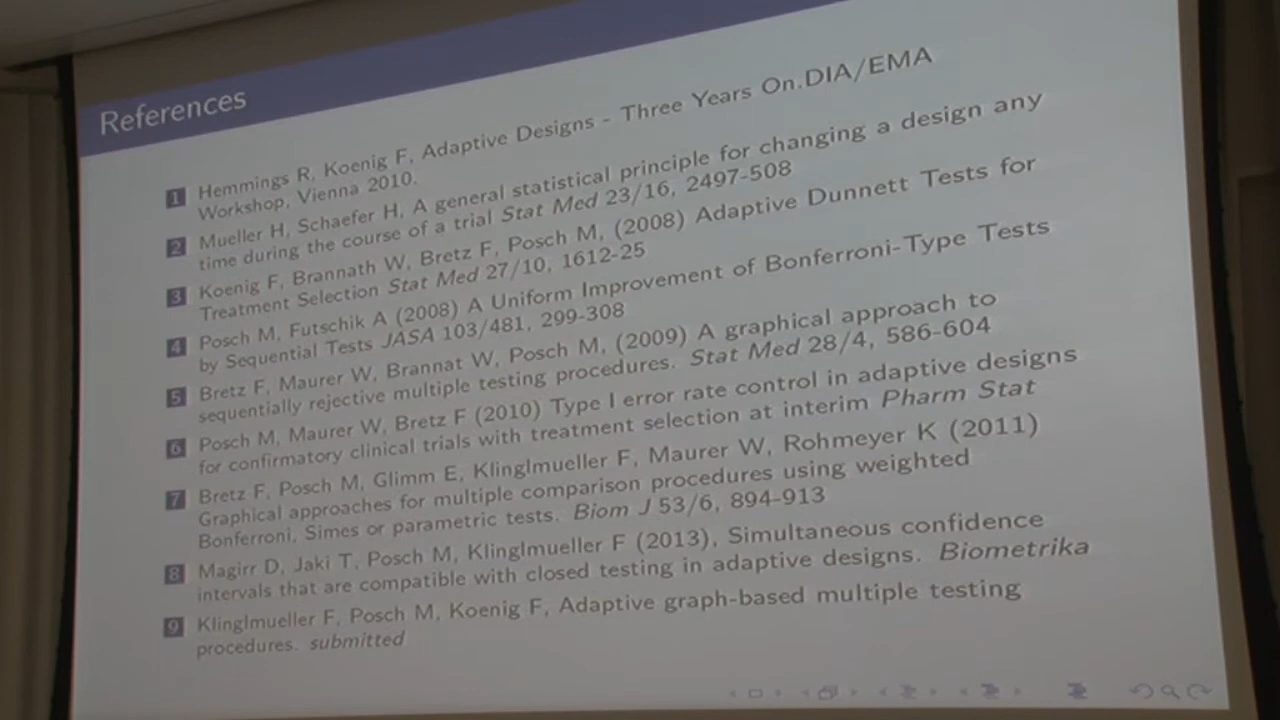 References
1 Hemmings R, Koenig F, Adaptive Designs - Three Years On.DIA/EMA
Workshop, Vienna 2010.
2 Mueller H, Schaefer H, A general statistical principle for changing a design any
time during the course of a trial Stat Med 23/16, 2497-508
3 Koenig F, Brannath W, Bretz F, Posch M, (2008) Adaptive Dunnett Tests for
Treatment Selection Stat Med 27/10, 1612-25
4 Posch M, Futschik A (2008) A Uniform Improvement of Bonferroni-Type Tests
by Sequential Tests JASA 103/481, 299-308
5 Bretz F, Maurer W, Brannat W, Posch M, (2009) A graphical approach to
sequentially rejective multiple testing procedures. Stat Med 28/4, 586-604
6 Posch M, Maurer W, Bretz F (2010) Type I error rate control in adaptive designs
for confirmatory clinical trials with treatment selection at interim Pharm Stat
7 Bretz F, Posch M, Glimm E, Klinglmueller F, Maurer W, Rohmeyer K (2011)
Graphical approaches for multiple comparison procedures using weighted
Bonferroni, Simes or parametric tests. Biom J 53/6, 894-913
8 Magirr D, Jaki T, Posch M, Klinglmueller F (2013), Simultaneous confidence
intervals that are compatible with closed testing in adaptive designs. Biometrika
9 Klinglmueller F, Posch M, Koenig F, Adaptive graph-based multiple testing
procedures. submitted